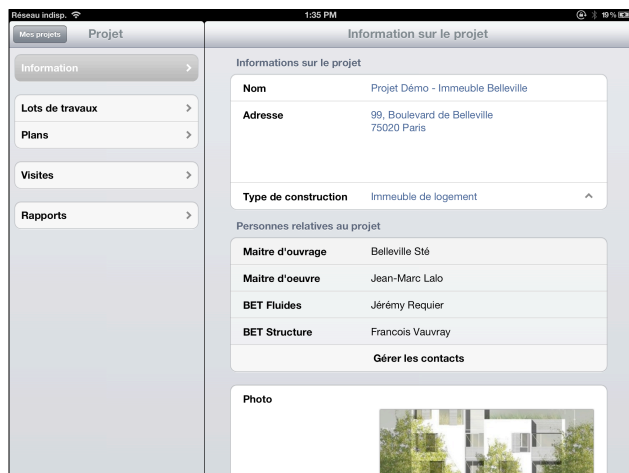 Réseau indisp. 1:35 PM 19 %
Mes projets Projet Information sur le projet
Information
Lots de travaux
Plans
Visites
Rapports
Informations sur le projet
Nom Projet Démo - Immeuble Belleville
Adresse 99, Boulevard de Belleville
75020 Paris
Type de construction Immeuble de logement
Personnes relatives au projet
Maitre d'ouvrage Belleville Sté
Maitre d'oeuvre Jean-Marc Lalo
BET Fluides Jérémy Requier
BET Structure Francois Vauvray
Gérer les contacts
Photo